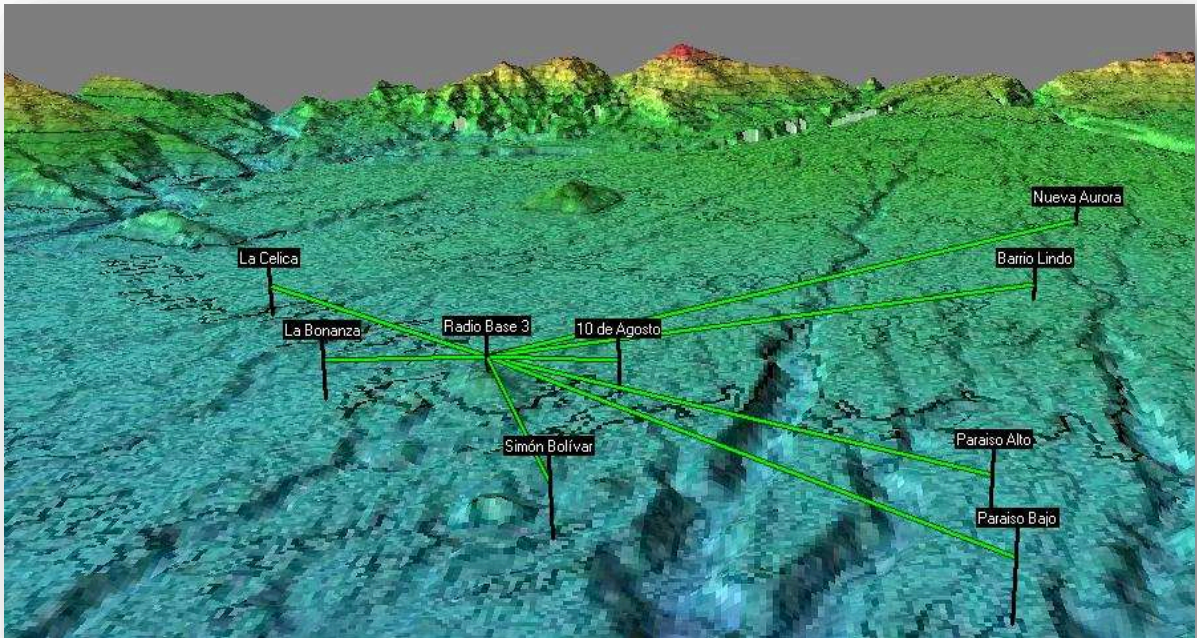 Nueva Aurora
La Celica
Barrio Lindo
Radio Base 3
La Bonanza
10 de Agosto
Simón Bolívar
Paraiso Alto
Paraiso Bajo